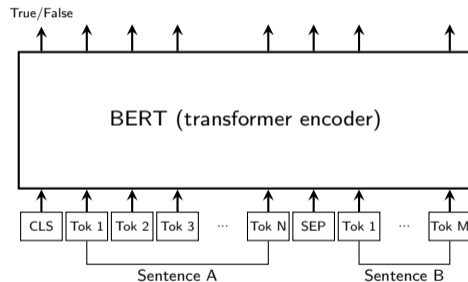 True/False
BERT (transformer encoder)
CLS Tok 1 Tok 2 Tok 3 ... Tok N SEP Tok 1 ... Tok M
Sentence A Sentence B